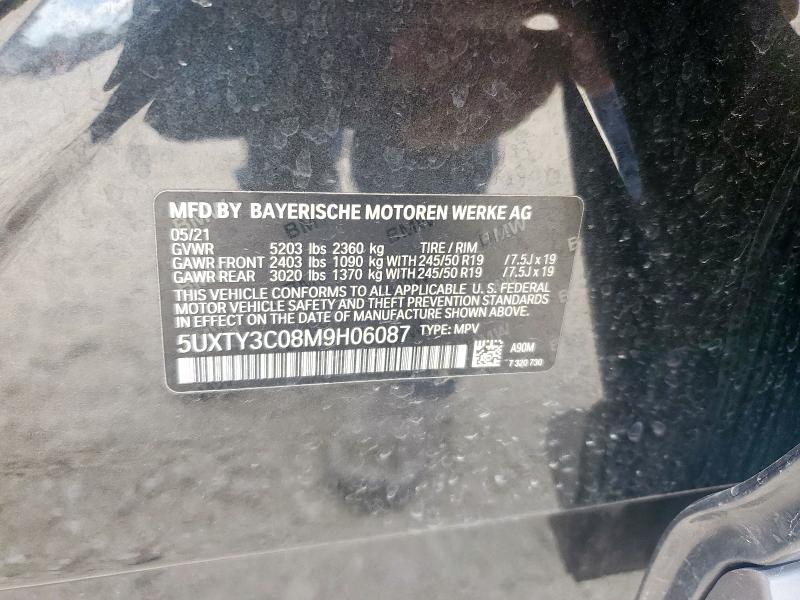 MFD BY BAYERISCHE MOTOREN WERKE AG
05/21
GVWR 5203 lbs 2360 kg TIRE / RIM
GAWR FRONT 2403 lbs 1090 kg WITH 245/50 R19 /7.5J x 19
GAWR REAR 3020 lbs 1370 kg WITH 245/50 R19 /7.5J x 19
THIS VEHICLE CONFORMS TO ALL APPLICABLE U.S. FEDERAL
MOTOR VEHICLE SAFETY AND THEFT PREVENTION STANDARDS
IN EFFECT ON THE DATE OF MANUFACTURE SHOWN ABOVE.
5UXTY3C08M9H06087 TYPE: MPV
A90M
7 320 730